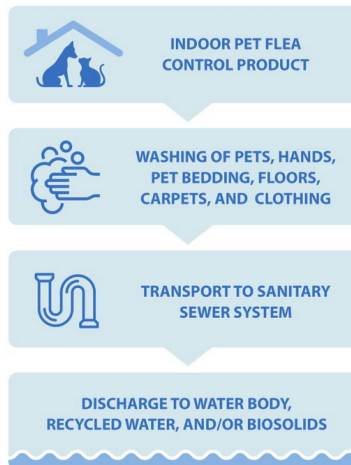 INDOOR PET FLEA
CONTROL PRODUCT
WASHING OF PETS, HANDS,
PET BEDDING, FLOORS,
CARPETS, AND CLOTHING
TRANSPORT TO SANITARY
SEWER SYSTEM
DISCHARGE TO WATER BODY,
RECYCLED WATER, AND/OR BIOSOLIDS